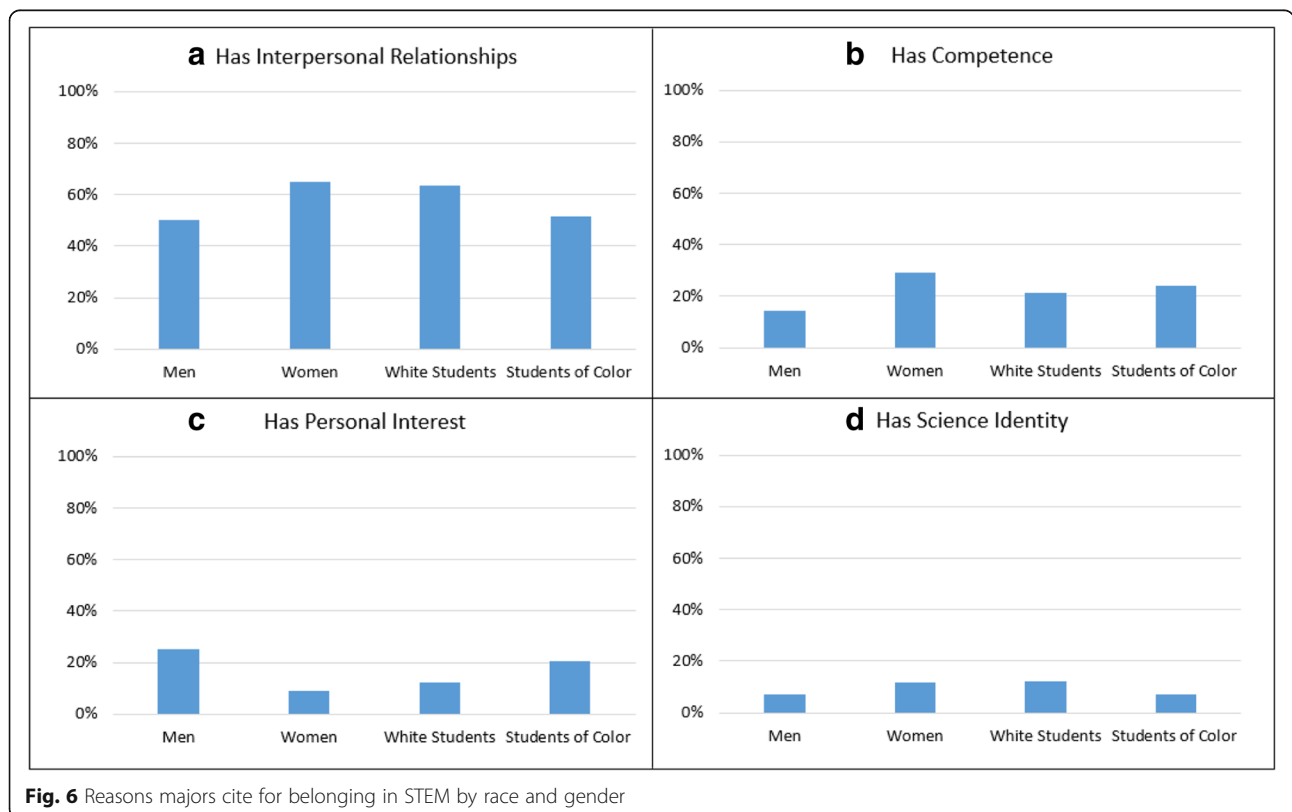 a Has Interpersonal Relationships
100%
80%
60%
40%
20%
0%
Men Women White Students Students of Color
b Has Competence
100%
80%
60%
40%
20%
0%
Men Women White Students Students of Color
c Has Personal Interest
100%
80%
60%
40%
20%
0%
Men Women White Students Students of Color
d Has Science Identity
100%
80%
60%
40%
20%
0%
Men Women White Students Students of Color
Fig. 6 Reasons majors cite for belonging in STEM by race and gender